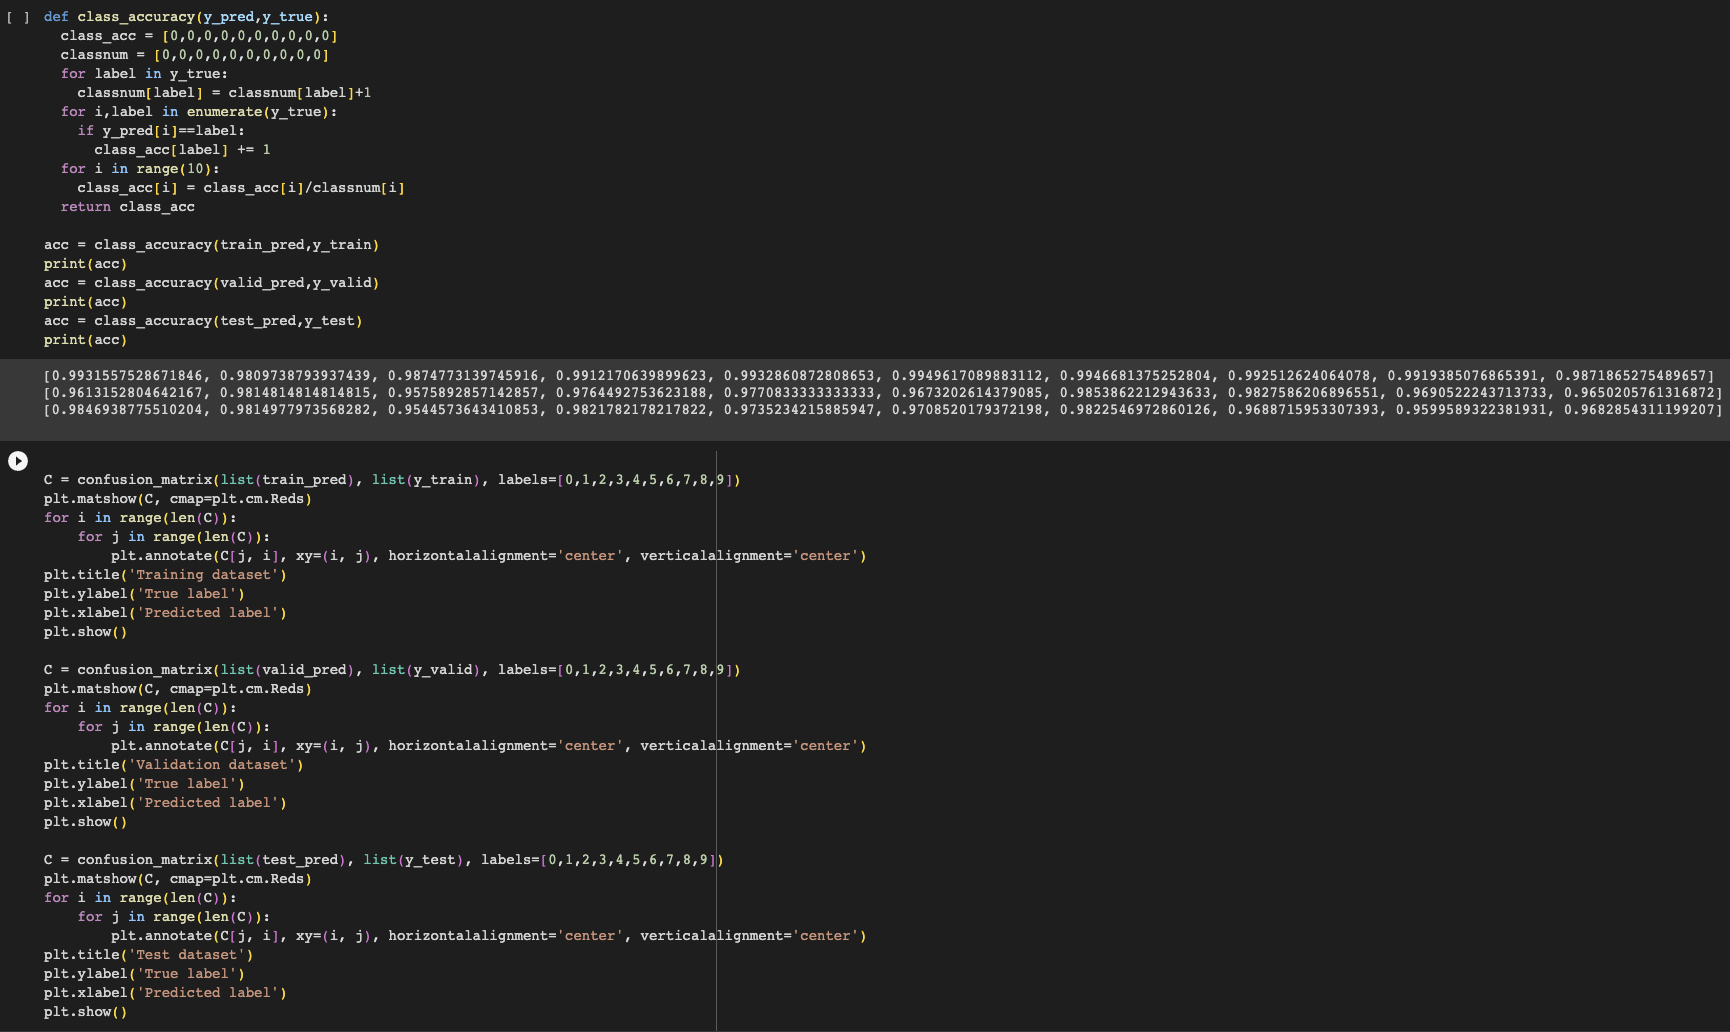 [ ] def class_accuracy(y_pred,y_true):
  class_acc = [0,0,0,0,0,0,0,0,0,0]
  classnum = [0,0,0,0,0,0,0,0,0,0]
  for label in y_true:
    classnum[label] = classnum[label]+1
  for i,label in enumerate(y_true):
    if y_pred[i]==label:
      class_acc[label] += 1
  for i in range(10):
    class_acc[i] = class_acc[i]/classnum[i]
  return class_acc

acc = class_accuracy(train_pred,y_train)
print(acc)
acc = class_accuracy(valid_pred,y_valid)
print(acc)
acc = class_accuracy(test_pred,y_test)
print(acc)

[0.9931557528671846, 0.9809738793937439, 0.9874773139745916, 0.9912170639899623, 0.9932860872808653, 0.9949617089883112, 0.9946681375252804, 0.992512624064078, 0.9919385076865391, 0.9871865275489657]
[0.9613152804642167, 0.9814814814814815, 0.9575892857142857, 0.9764492753623188, 0.9770833333333333, 0.9673202614379085, 0.9853862212943633, 0.9827586206896551, 0.9690522243713733, 0.9650205761316872]
[0.9846938775510204, 0.9814977973568282, 0.9544573643410853, 0.9821782178217822, 0.9735234215885947, 0.9708520179372198, 0.9822546972860126, 0.9688715953307393, 0.9599589322381931, 0.9682854311199207]

C = confusion_matrix(list(train_pred), list(y_train), labels=[0,1,2,3,4,5,6,7,8,9])
plt.matshow(C, cmap=plt.cm.Reds)
for i in range(len(C)):
    for j in range(len(C)):
        plt.annotate(C[j, i], xy=(i, j), horizontalalignment='center', verticalalignment='center')
plt.title('Training dataset')
plt.ylabel('True label')
plt.xlabel('Predicted label')
plt.show()

C = confusion_matrix(list(valid_pred), list(y_valid), labels=[0,1,2,3,4,5,6,7,8,9])
plt.matshow(C, cmap=plt.cm.Reds)
for i in range(len(C)):
    for j in range(len(C)):
        plt.annotate(C[j, i], xy=(i, j), horizontalalignment='center', verticalalignment='center')
plt.title('Validation dataset')
plt.ylabel('True label')
plt.xlabel('Predicted label')
plt.show()

C = confusion_matrix(list(test_pred), list(y_test), labels=[0,1,2,3,4,5,6,7,8,9])
plt.matshow(C, cmap=plt.cm.Reds)
for i in range(len(C)):
    for j in range(len(C)):
        plt.annotate(C[j, i], xy=(i, j), horizontalalignment='center', verticalalignment='center')
plt.title('Test dataset')
plt.ylabel('True label')
plt.xlabel('Predicted label')
plt.show()